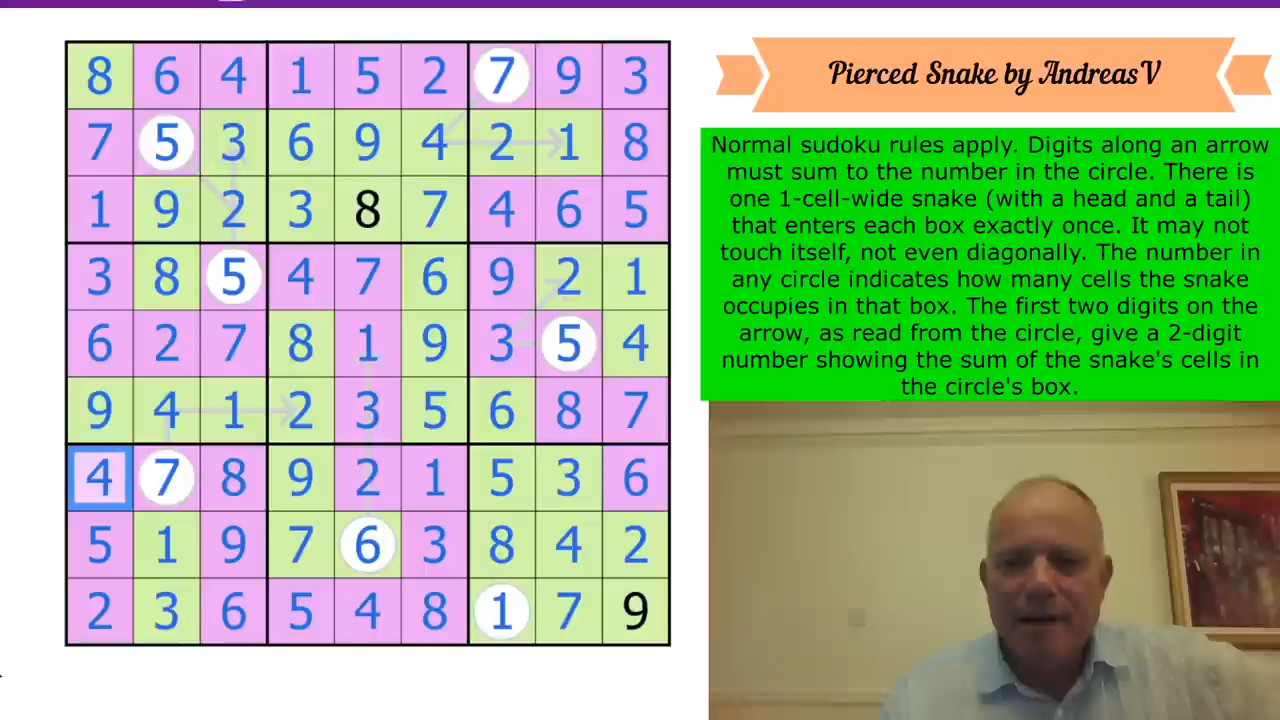 Pierced Snake by AndreasV
8 6 4 1 5 2 7 9 3
7 5 3 6 9 4 2 1 8
1 9 2 3 8 7 4 6 5
3 8 5 4 7 6 9 2 1
6 2 7 8 1 9 3 5 4
9 4 1 2 3 5 6 8 7
4 7 8 9 2 1 5 3 6
5 1 9 7 6 3 8 4 2
2 3 6 5 4 8 1 7 9
Normal sudoku rules apply. Digits along an arrow
must sum to the number in the circle. There is
one 1-cell-wide snake (with a head and a tail)
that enters each box exactly once. It may not
touch itself, not even diagonally. The number in
any circle indicates how many cells the snake
occupies in that box. The first two digits on the
arrow, as read from the circle, give a 2-digit
number showing the sum of the snake's cells in
the circle's box.